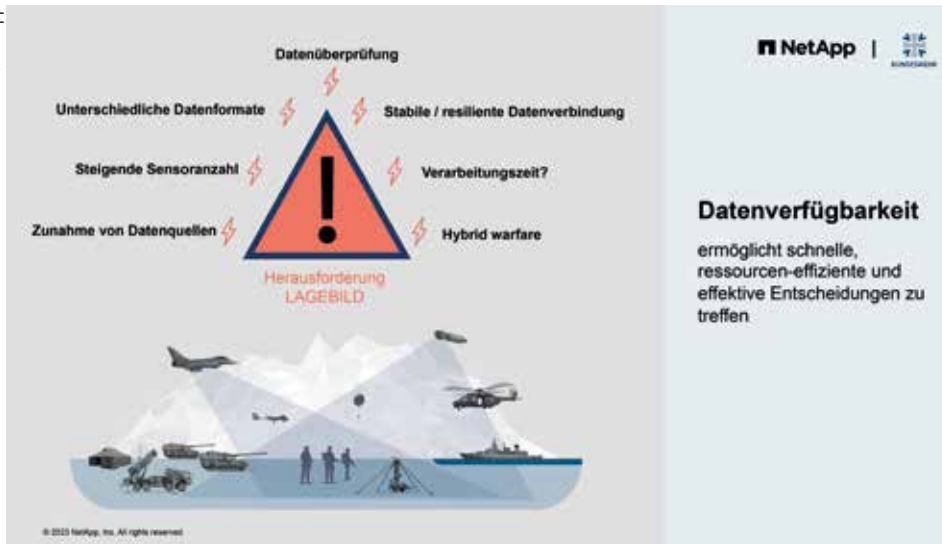 Datenüberprüfung
Unterschiedliche Datenformate
Stabile / resiliente Datenverbindung
Steigende Sensoranzahl
Verarbeitungszeit?
Zunahme von Datenquellen
Hybrid warfare
!
Herausforderung
LAGEBILD
© 2023 NetApp, Inc. All rights reserved.
NetApp |
BUNDESWEHR
Datenverfügbarkeit
ermöglicht schnelle,
ressourcen-effiziente und
effektive Entscheidungen zu
treffen